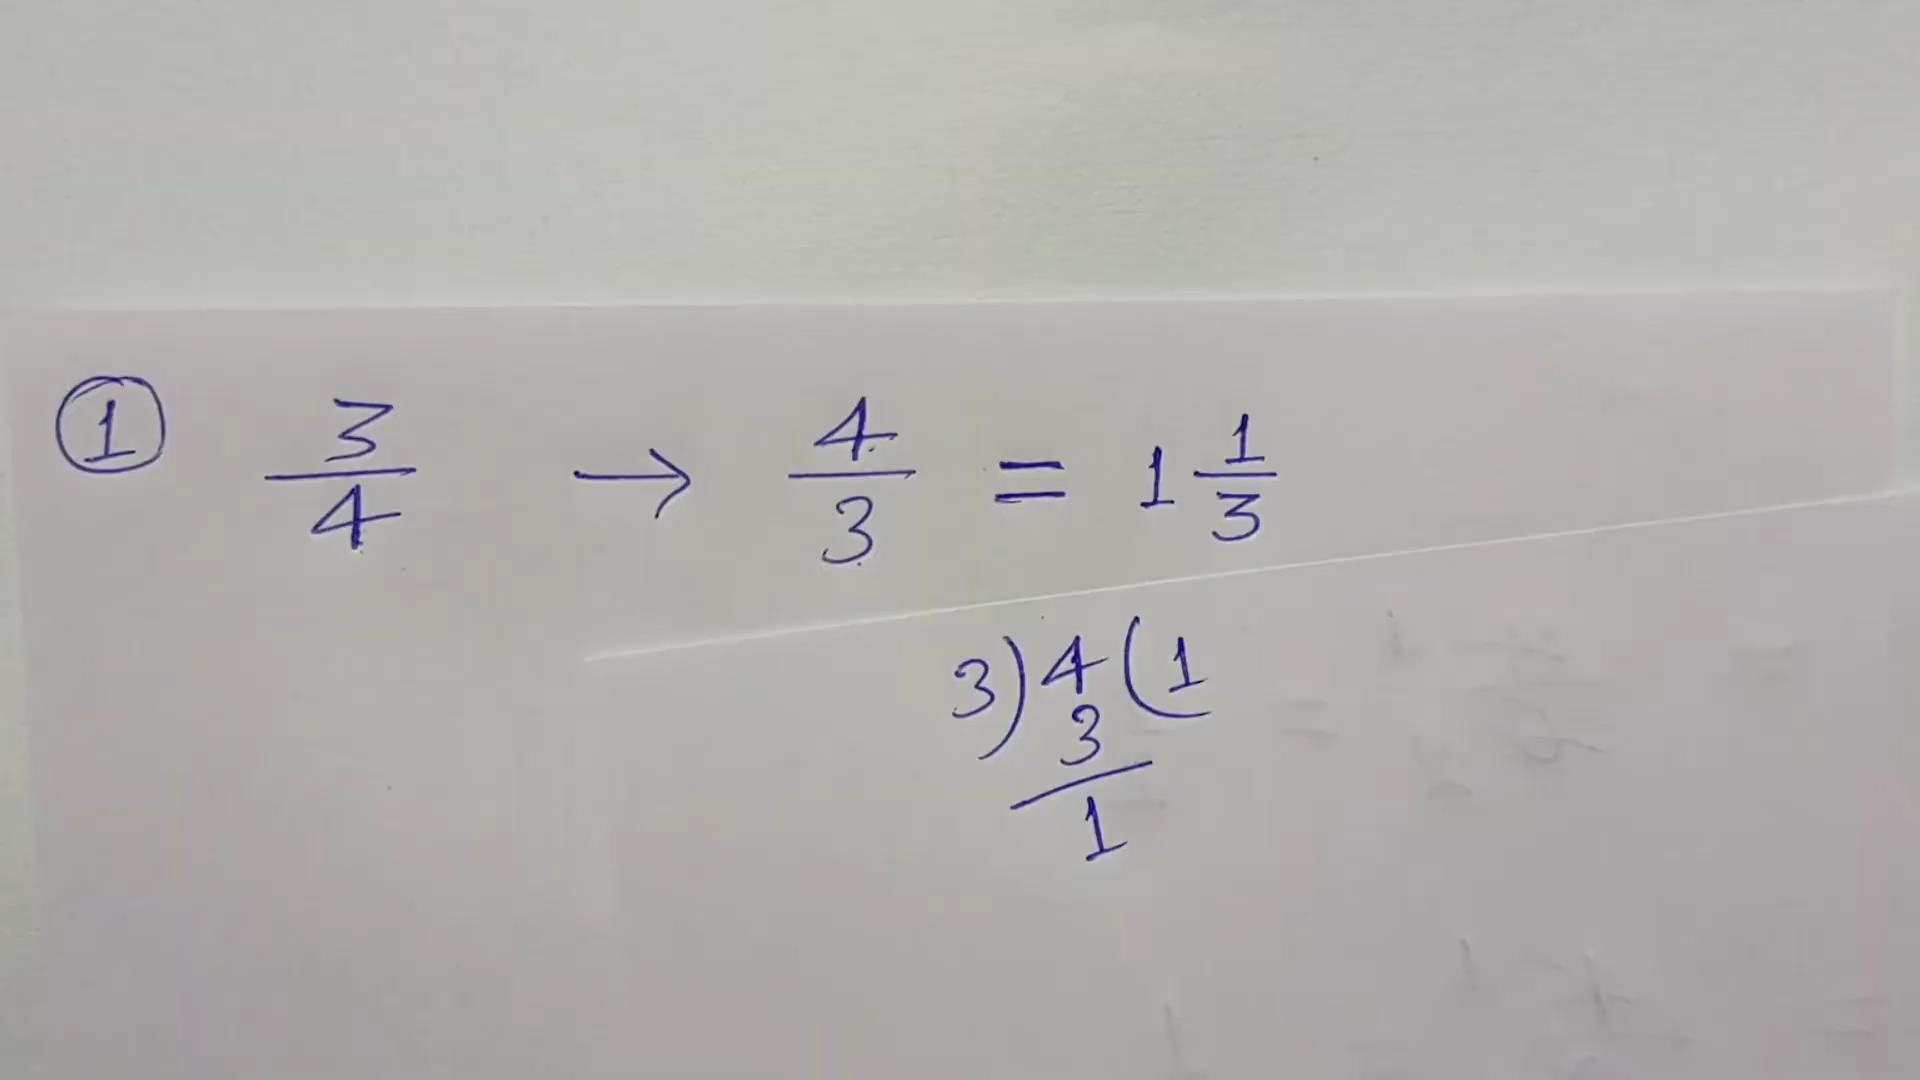 ① 3/4 → 4/3 = 1 1/3
3)4(1
3
1